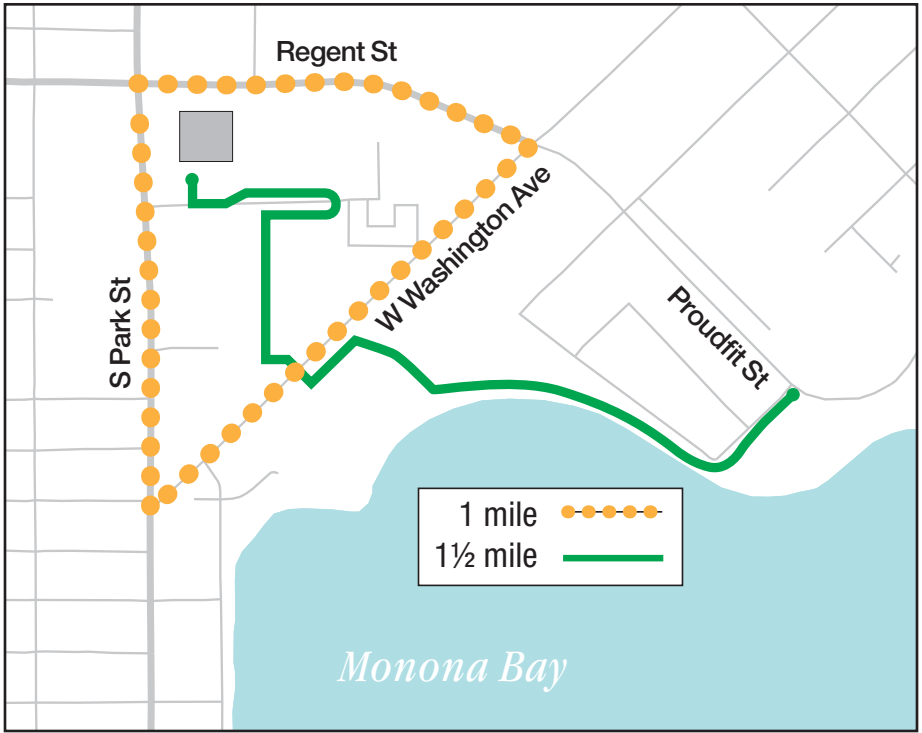 Regent St
W Washington Ave
S Park St
Proudfit St
1 mile
1½ mile
Monona Bay